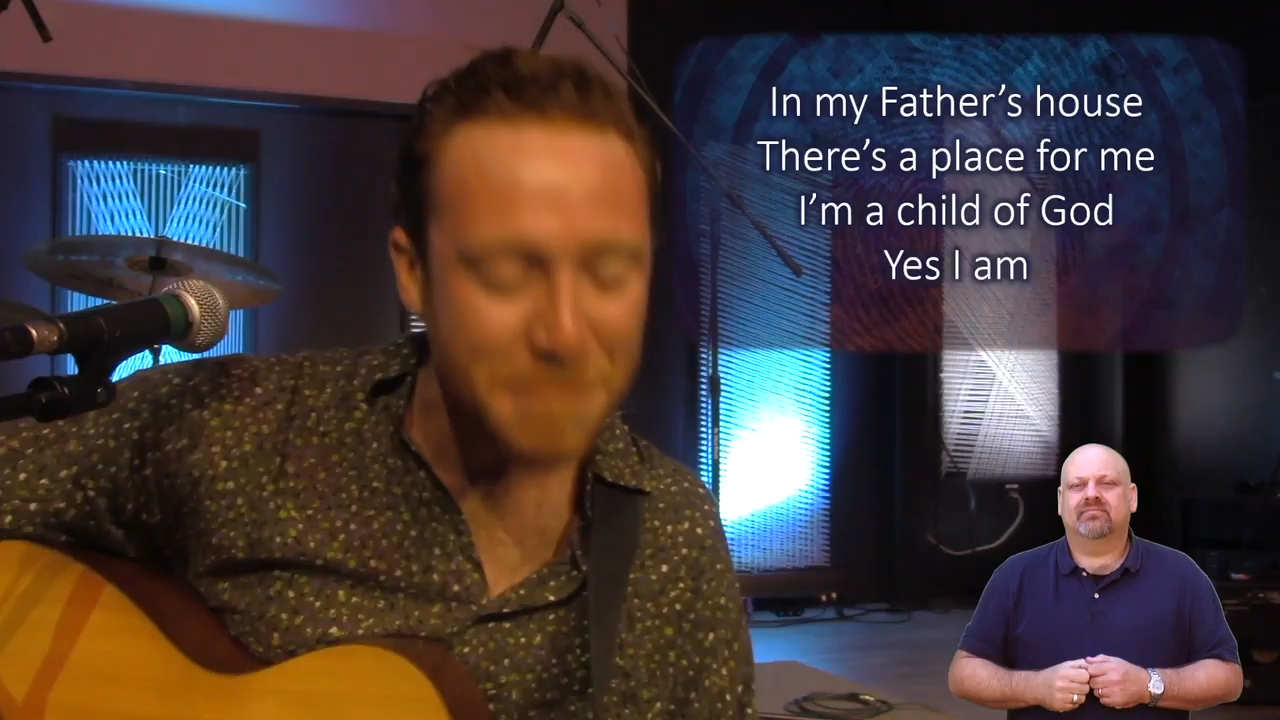 In my Father’s house
There’s a place for me
I’m a child of God
Yes I am